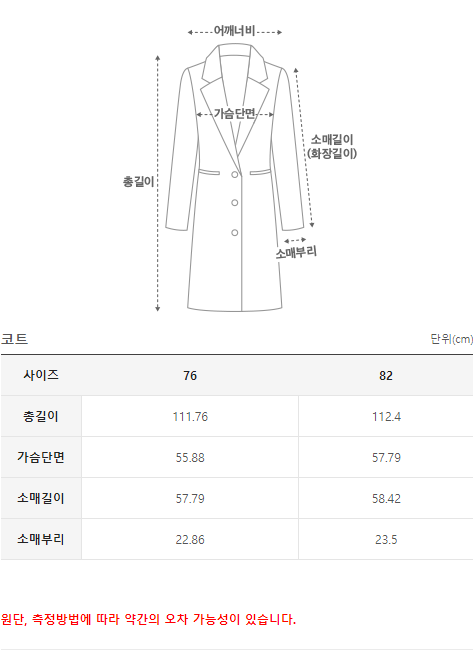 어깨너비
가슴단면
소매길이
(화장길이)
총길이
소매부리
코트 단위(cm)
사이즈 76 82
총길이 111.76 112.4
가슴단면 55.88 57.79
소매길이 57.79 58.42
소매부리 22.86 23.5
원단, 측정방법에 따라 약간의 오차 가능성이 있습니다.